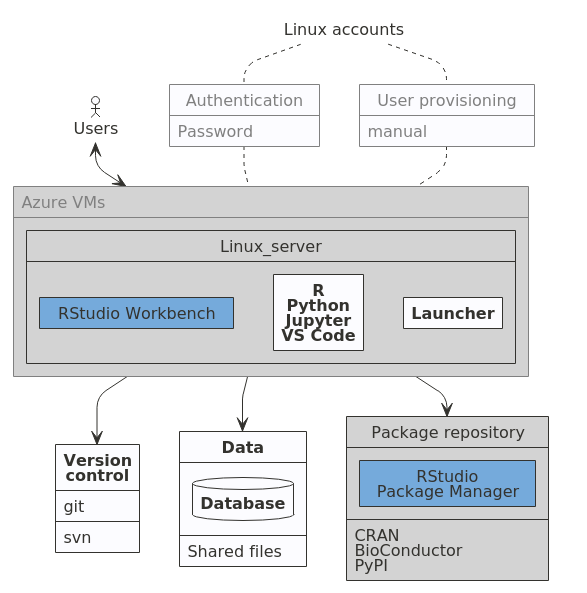 Linux accounts
Authentication
Password
User provisioning
manual
Users
Azure VMs
Linux_server
RStudio Workbench
R
Python
Jupyter
VS Code
Launcher
Version
control
git
svn
Data
Database
Shared files
Package repository
RStudio
Package Manager
CRAN
BioConductor
PyPI